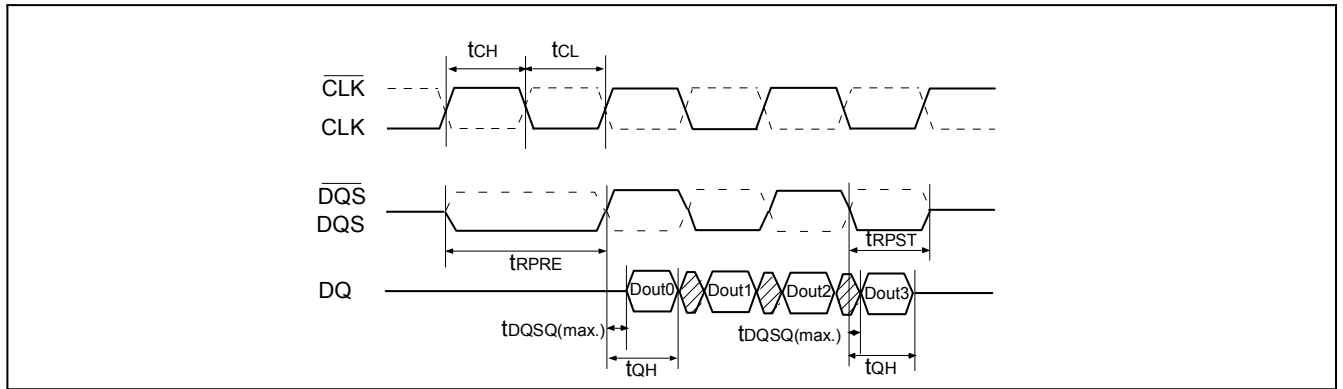 tCH tCL
CLK
CLK
DQS
DQS
tRPRE
tRPST
DQ
Dout0 Dout1 Dout2 Dout3
tDQSQ(max.) tDQSQ(max.)
tQH tQH